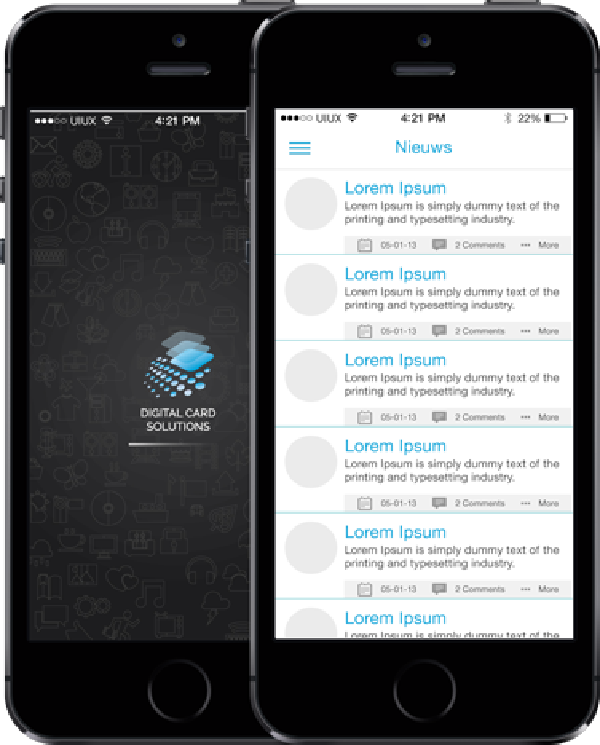 UIUX
4:21 PM
DIGITAL CARD
SOLUTIONS
UIUX
4:21 PM
22%
Nieuws
Lorem Ipsum
Lorem Ipsum is simply dummy text of the
printing and typesetting industry.
05-01-13 2 Comments ••• More
Lorem Ipsum
Lorem Ipsum is simply dummy text of the
printing and typesetting industry.
05-01-13 2 Comments ••• More
Lorem Ipsum
Lorem Ipsum is simply dummy text of the
printing and typesetting industry.
05-01-13 2 Comments ••• More
Lorem Ipsum
Lorem Ipsum is simply dummy text of the
printing and typesetting industry.
05-01-13 2 Comments ••• More
Lorem Ipsum
Lorem Ipsum is simply dummy text of the
printing and typesetting industry.
05-01-13 2 Comments ••• More
Lorem Ipsum
Lorem Ipsum is simply dummy text of the